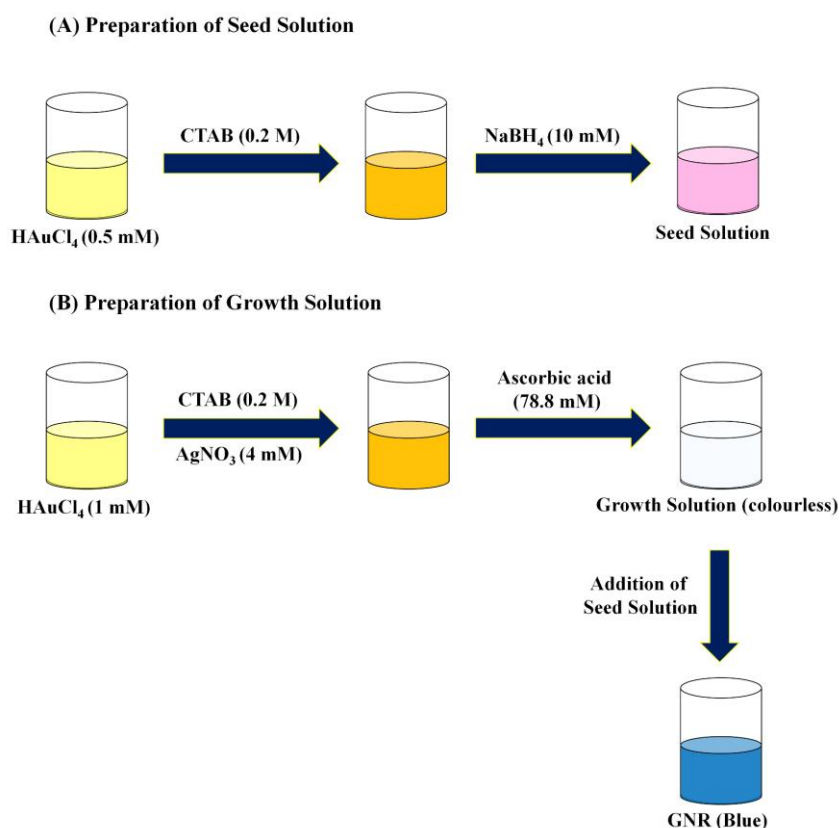 (A) Preparation of Seed Solution
CTAB (0.2 M)
NaBH₄ (10 mM)
HAuCl₄ (0.5 mM)
Seed Solution
(B) Preparation of Growth Solution
CTAB (0.2 M)
AgNO₃ (4 mM)
Ascorbic acid
(78.8 mM)
HAuCl₄ (1 mM)
Growth Solution (colourless)
Addition of
Seed Solution
GNR (Blue)